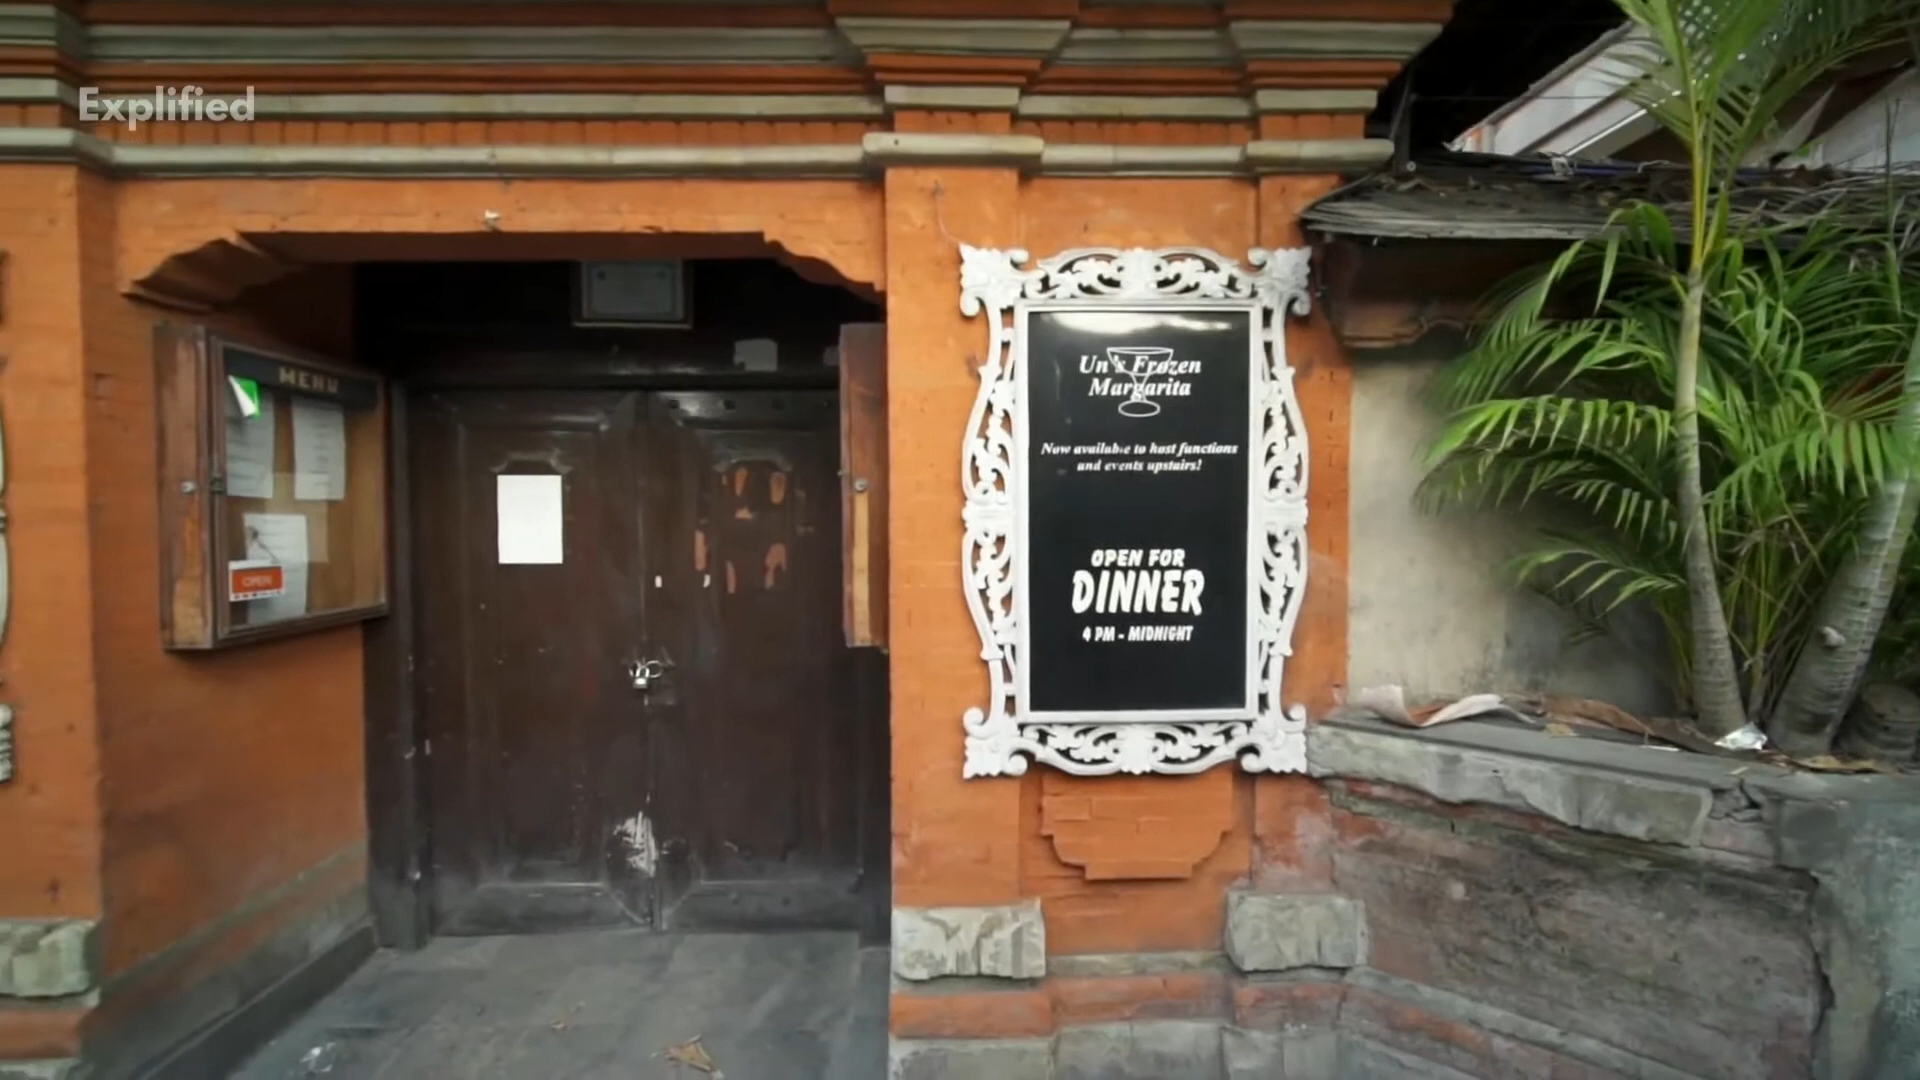 Explified
MENU
OPEN
Un's Frozen
Margarita
Now available to host functions
and events upstairs!
OPEN FOR
DINNER
4 PM - MIDNIGHT